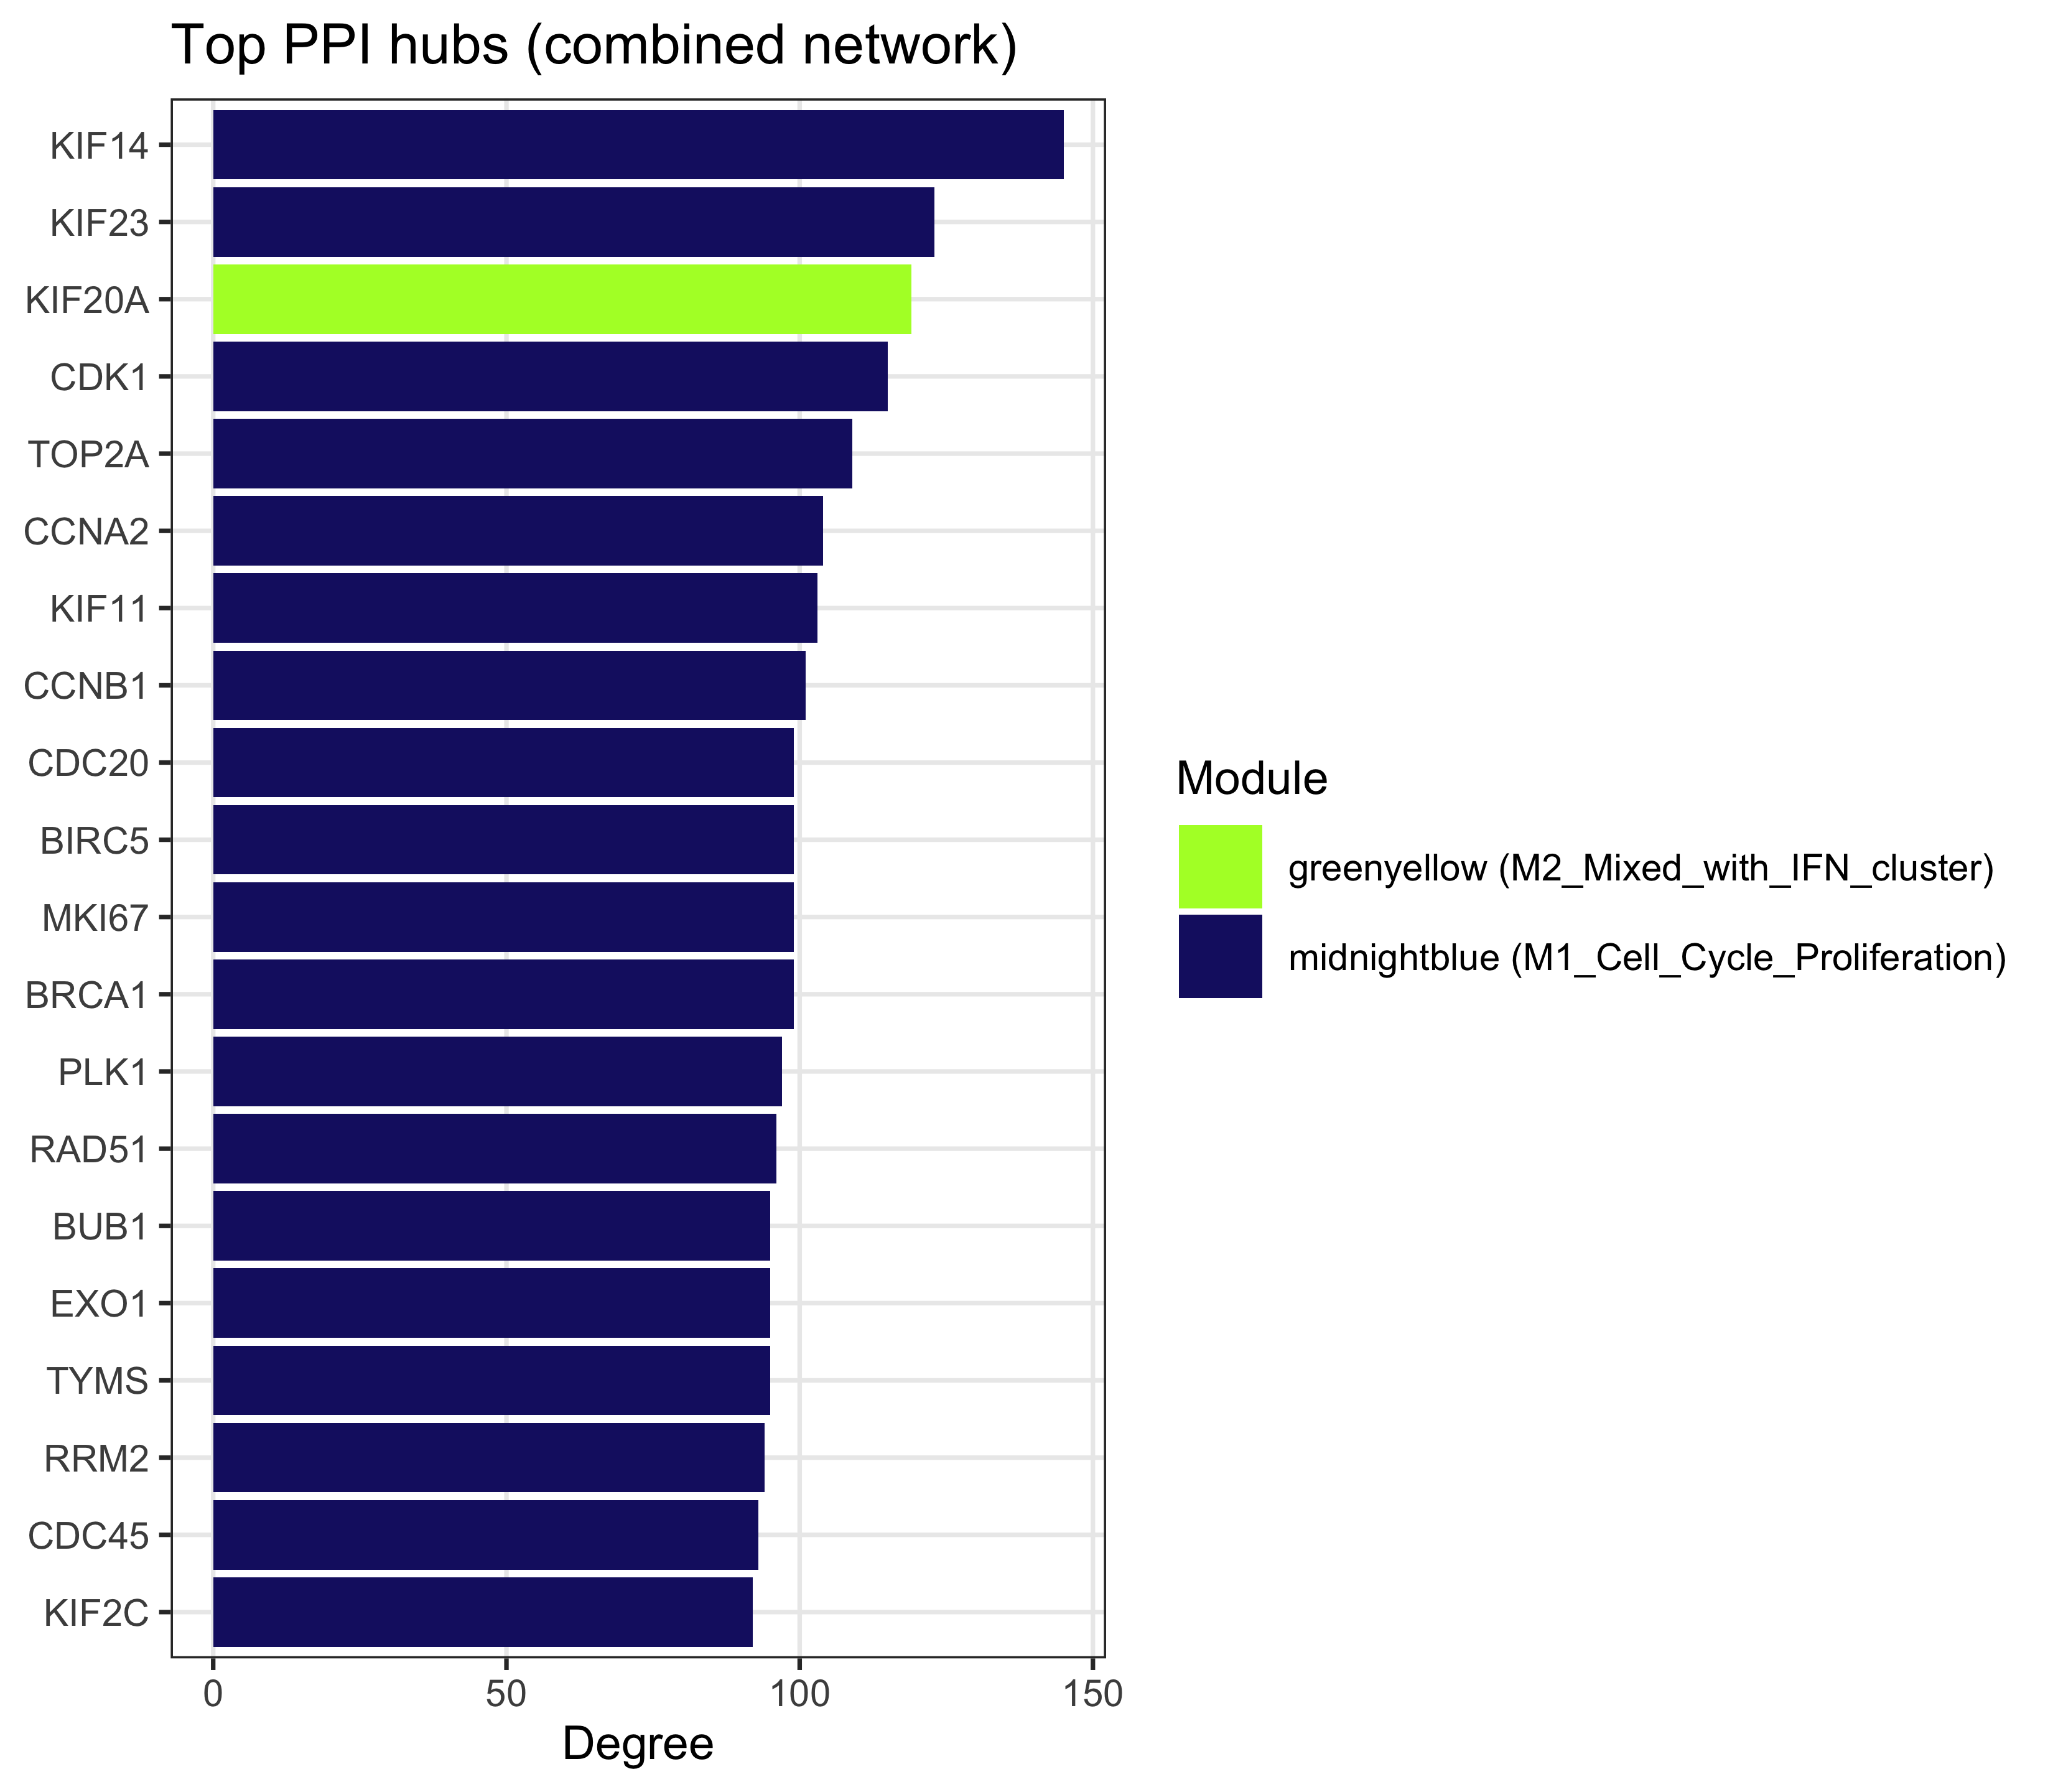 Top PPI hubs (combined network)
KIF14
KIF23
KIF20A
CDK1
TOP2A
CCNA2
KIF11
CCNB1
CDC20
BIRC5
MKI67
BRCA1
PLK1
RAD51
BUB1
EXO1
TYMS
RRM2
CDC45
KIF2C
0 50 100 150
Degree
Module
greenyellow (M2_Mixed_with_IFN_cluster)
midnightblue (M1_Cell_Cycle_Proliferation)